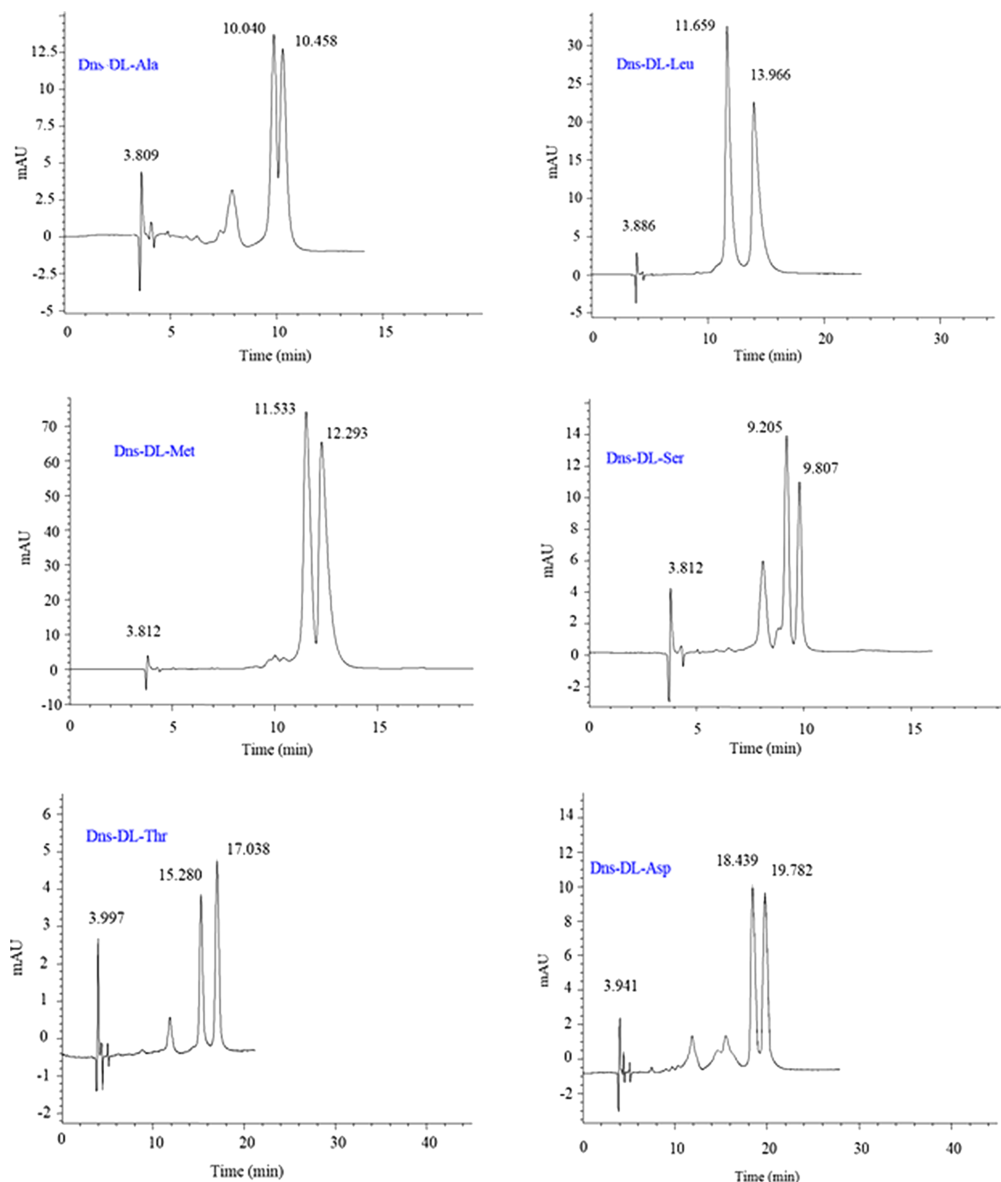 Dns-DL-Ala
10.040
10.458
3.809
mAU
12.5
10
7.5
5
2.5
0
-2.5
-5
0 5 10 15
Time (min)
Dns-DL-Leu
11.659
13.966
3.886
mAU
30
25
20
15
10
5
0
-5
0 10 20 30
Time (min)
Dns-DL-Met
11.533
12.293
3.812
mAU
70
60
50
40
30
20
10
0
-10
0 5 10 15
Time (min)
Dns-DL-Ser
9.205
9.807
3.812
mAU
14
12
10
8
6
4
2
0
-2
0 5 10 15
Time (min)
Dns-DL-Thr
15.280
17.038
3.997
mAU
6
5
4
3
2
1
0
-1
-2
0 10 20 30 40
Time (min)
Dns-DL-Asp
18.439
19.782
3.941
mAU
14
12
10
8
6
4
2
0
-2
0 10 20 30 40
Time (min)